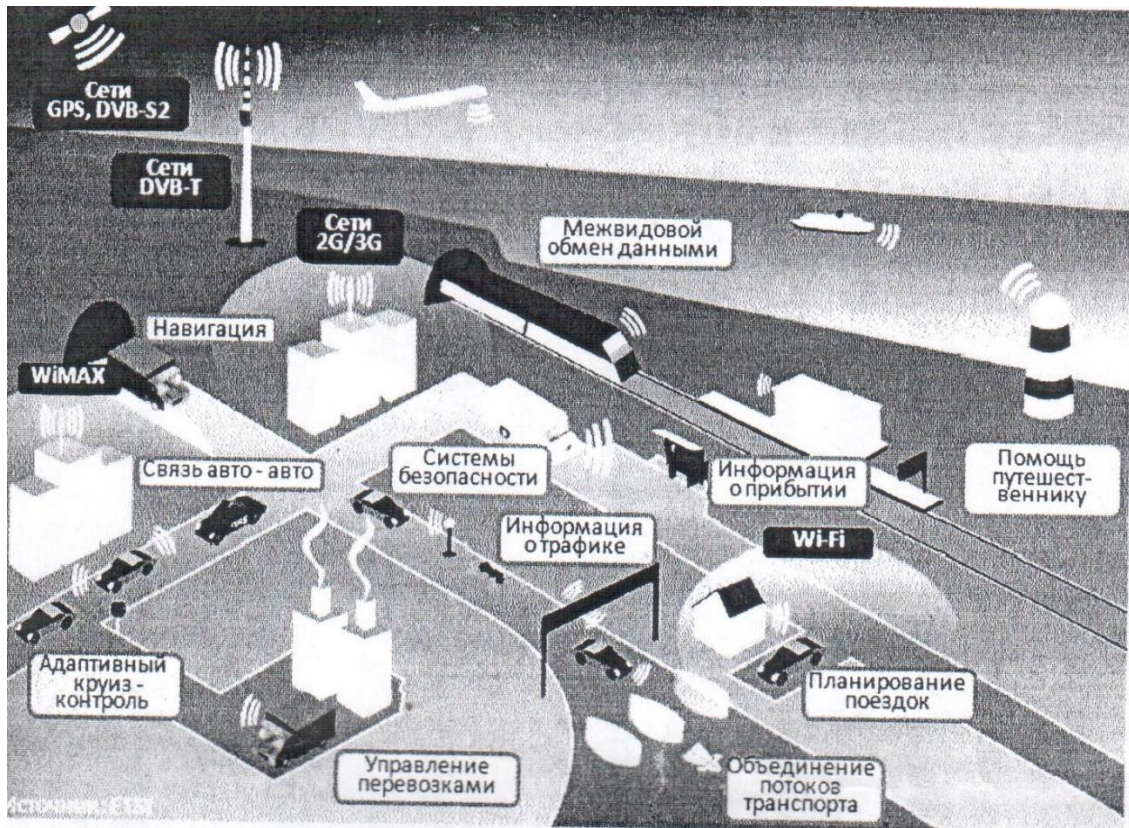 Сети
GPS, DVB-S2
Сети
DVB-T
Сети
2G/3G
Межвидовой
обмен данными
Навигация
WiMAX
Связь авто - авто
Системы
безопасности
Информация
о трафике
Информация
о прибытии
Помощь
путешест-
веннику
Wi-Fi
Адаптивный
круиз -
контроль
Управление
перевозками
Планирование
поездок
Объединение
потоков
транспорта
Источник: ETSI